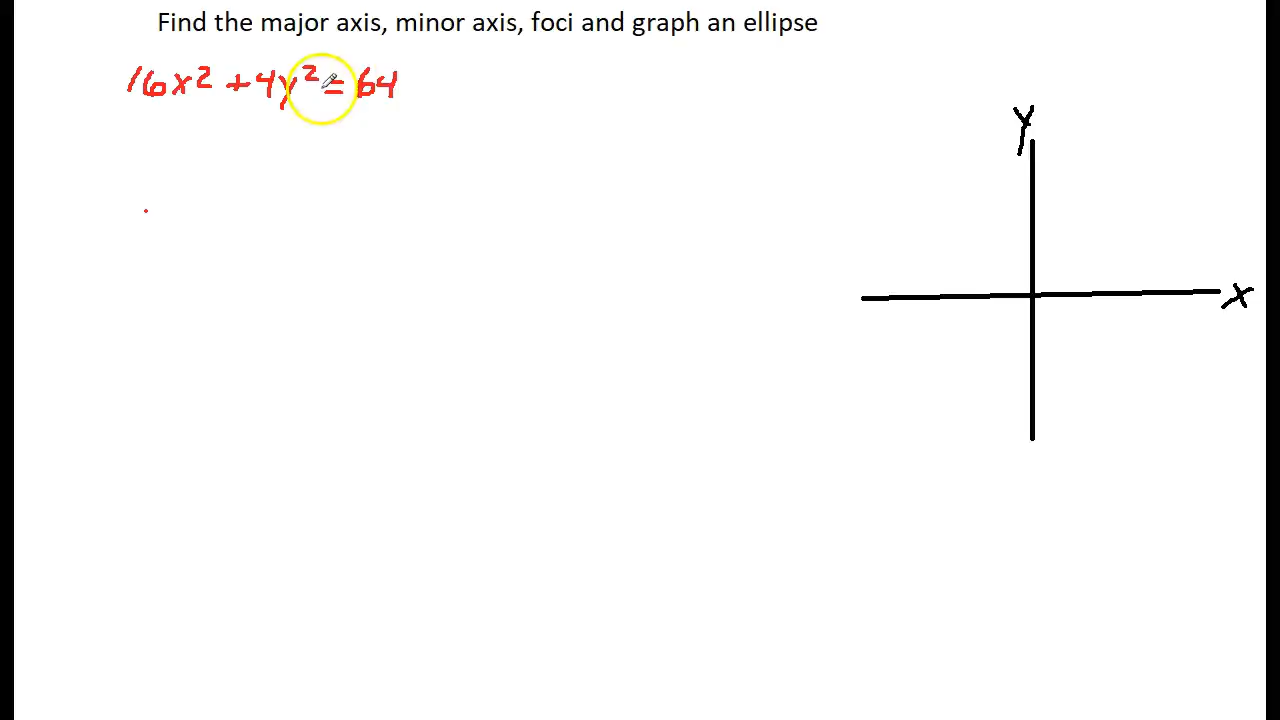 Find the major axis, minor axis, foci and graph an ellipse
16x² + 4y² = 64
Y
X